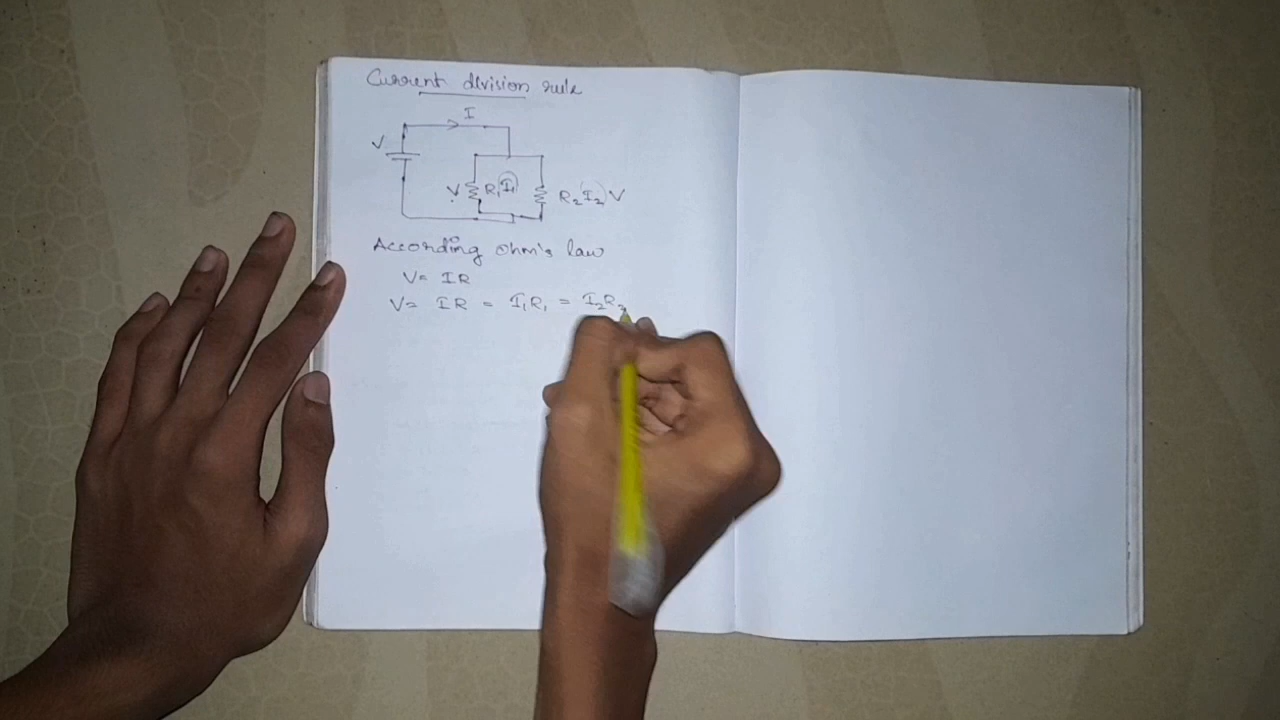 Current division rule
I
V
V R₁ I₁ R₂ I₂ V
According ohm's law
V= IR
V= IR = I₁R₁ = I₂R₂